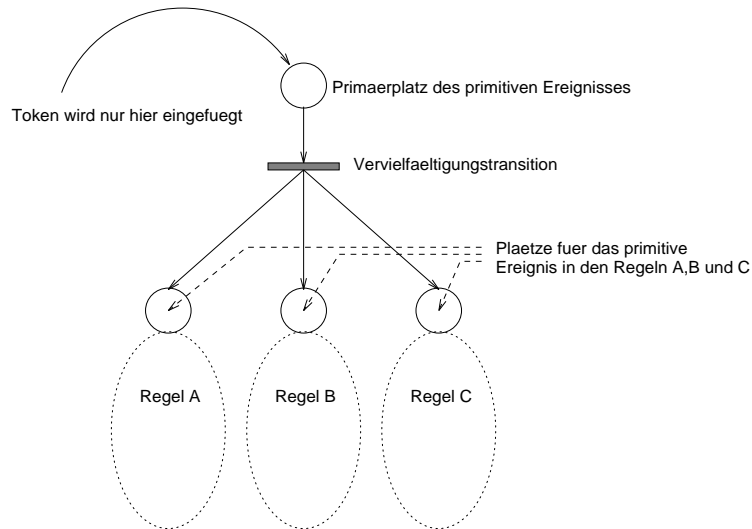 Primaerplatz des primitiven Ereignisses
Token wird nur hier eingefuegt
Vervielfaeltigungstransition
Plaetze fuer das primitive
Ereignis in den Regeln A,B und C
Regel A
Regel B
Regel C